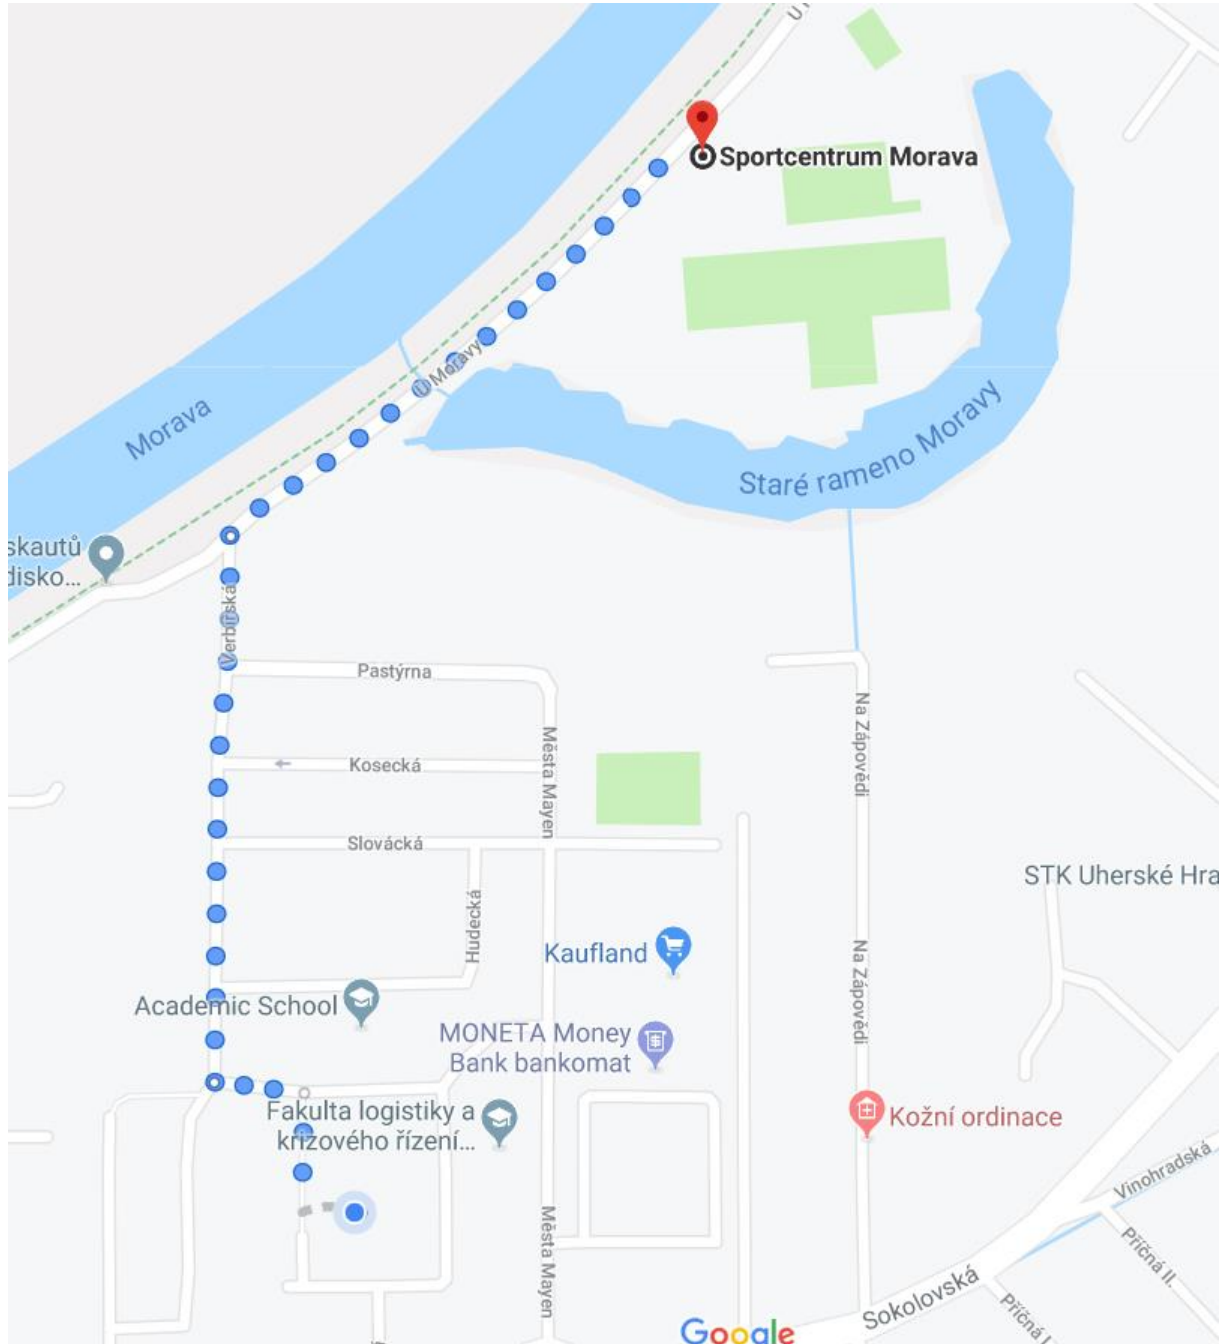 U M
Sportcentrum Morava
U Moravy
Morava
Staré rameno Moravy
skautů
disko...
Verbířská
Pastýrna
Na Zápovědi
Města Mayen
Kosecká
Slovácká
STK Uherské Hra
Hudecká
Kaufland
Na Zápovědi
Academic School
MONETA Money
Bank bankomat
Fakulta logistiky a
krizového řízení...
Kožní ordinace
Vinohradská
Města Mayen
Příčná II.
Sokolovská
Příčná I
Google